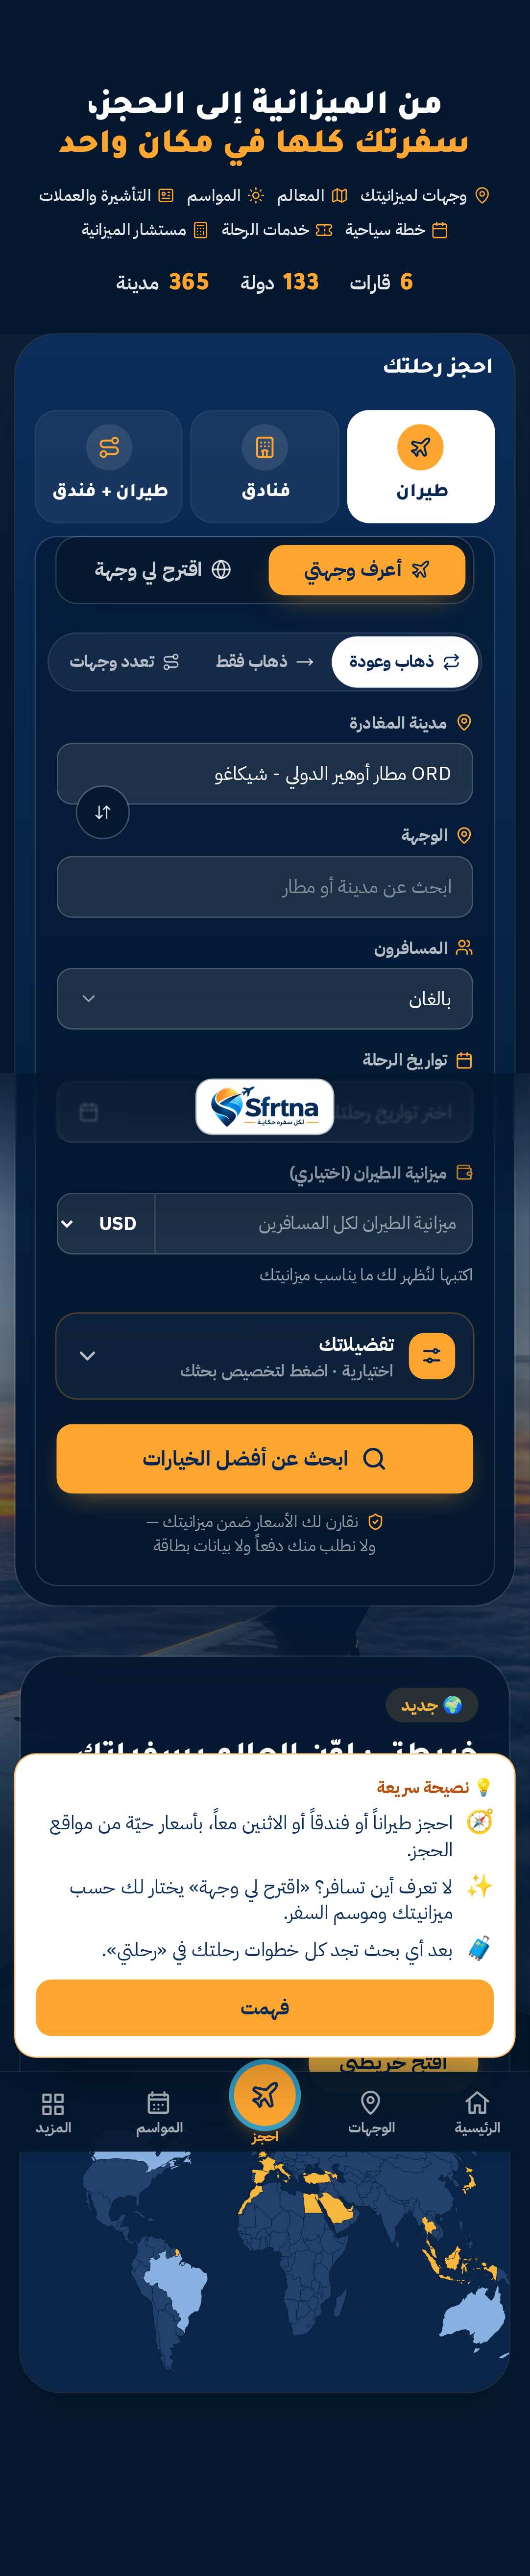 من الميزانية إلى الحجز،
سفرتك كلها في مكان واحد
وجهات لميزانيتك المعالم المواسم التأشيرة والعملات
خطة سياحية خدمات الرحلة مستشار الميزانية
6 قارات 133 دولة 365 مدينة
احجز رحلتك
طيران فنادق طيران + فندق
أعرف وجهتي اقترح لي وجهة
ذهاب وعودة ذهاب فقط تعدد وجهات
مدينة المغادرة
ORD مطار أوهير الدولي - شيكاغو
الوجهة
ابحث عن مدينة أو مطار
المسافرون
بالغان
تواريخ الرحلة
اختر تواريخ رحلتك
Sfrtna
لكل سفره حكاية
ميزانية الطيران (اختياري)
ميزانية الطيران لكل المسافرين USD
اكتبها لنُظهر لك ما يناسب ميزانيتك
تفضيلاتك
اختيارية · اضغط لتخصيص بحثك
ابحث عن أفضل الخيارات
نقارن لك الأسعار ضمن ميزانيتك —
ولا نطلب منك دفعاً ولا بيانات بطاقة
جديد
نصيحة سريعة
احجز طيراناً أو فندقاً أو الاثنين معاً، بأسعار حيّة من مواقع
الحجز.
لا تعرف أين تسافر؟ «اقترح لي وجهة» يختار لك حسب
ميزانيتك وموسم السفر.
بعد أي بحث تجد كل خطوات رحلتك في «رحلتي».
فهمت
افتح خريطتي
الرئيسية الوجهات احجز المواسم المزيد